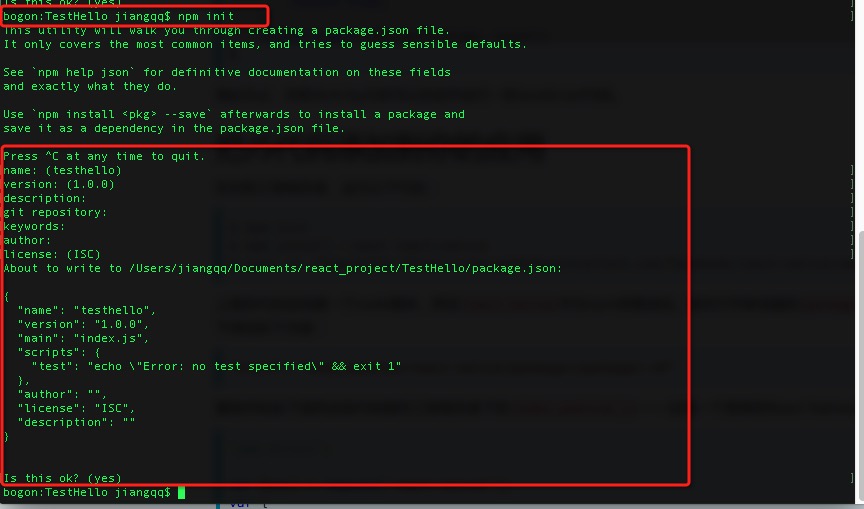 Is this ok? (yes)
bogon:TestHello jiangqq$ npm init
This utility will walk you through creating a package.json file.
It only covers the most common items, and tries to guess sensible defaults.
See `npm help json` for definitive documentation on these fields
and exactly what they do.
Use `npm install <pkg> --save` afterwards to install a package and
save it as a dependency in the package.json file.
Press ^C at any time to quit.
name: (testhello)
version: (1.0.0)
description:
git repository:
keywords:
author:
license: (ISC)
About to write to /Users/jiangqq/Documents/react_project/TestHello/package.json:
{
"name": "testhello",
"version": "1.0.0",
"main": "index.js",
"scripts": {
"test": "echo \"Error: no test specified\" && exit 1"
},
"author": "",
"license": "ISC",
"description": ""
}
Is this ok? (yes)
bogon:TestHello jiangqq$
var {